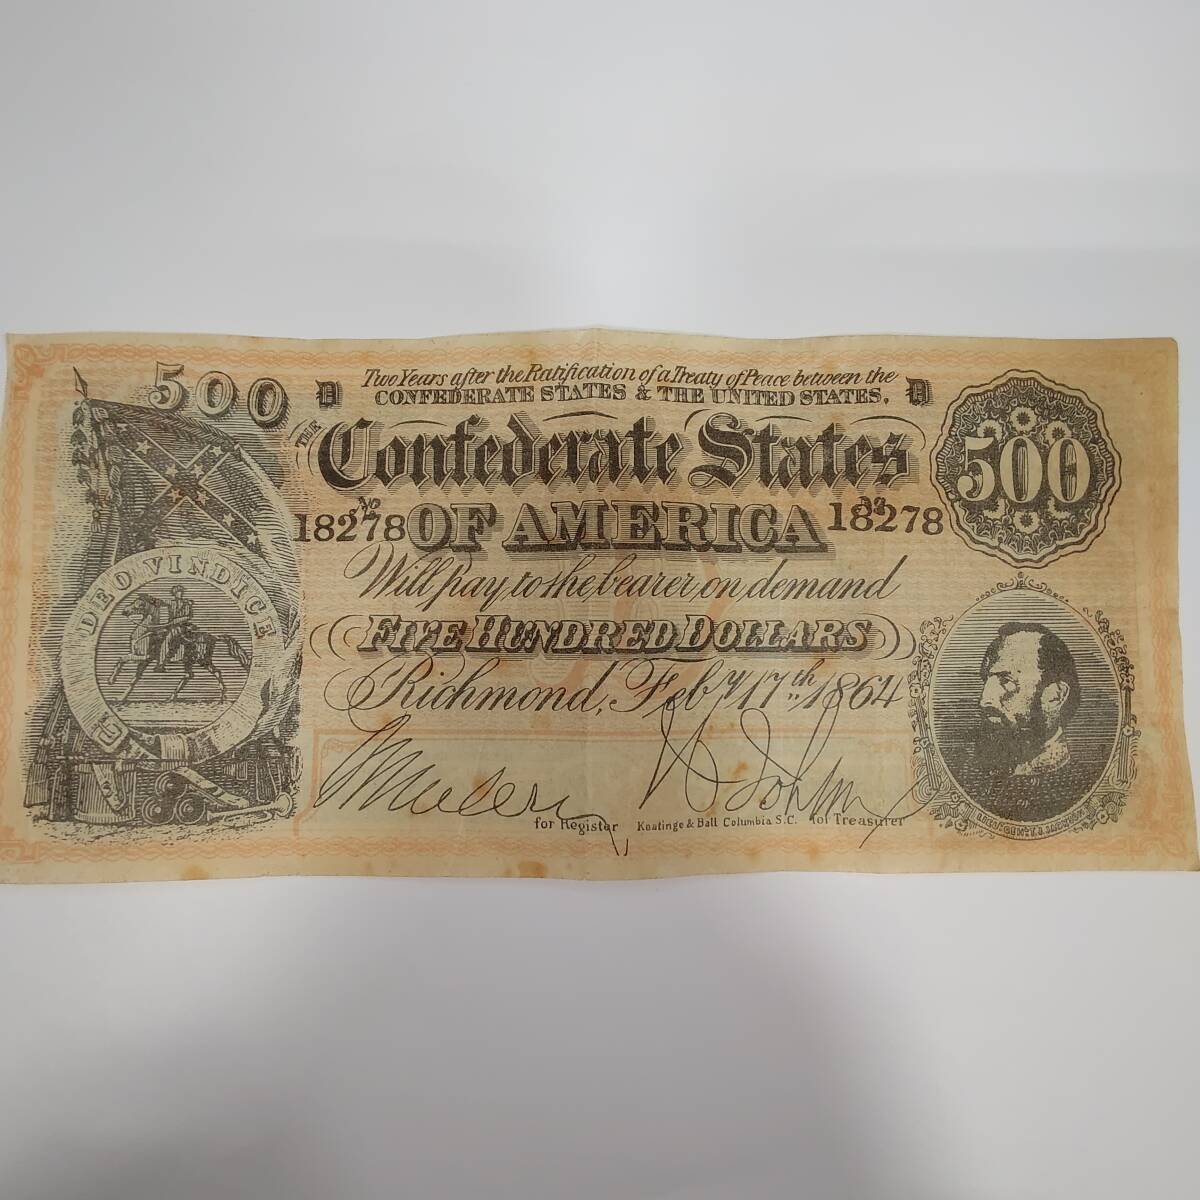 500 D Two Years after the Ratification of a Treaty of Peace between the D
CONFEDERATE STATES & THE UNITED STATES.
THE Confederate States 500
No
18278 OF AMERICA 18278
Will pay to the bearer on demand
DEO VINDICE
FIVE HUNDRED DOLLARS
Richmond, Feby 17th 1864
for Register Keatinge & Ball Columbia S.C. for Treasurer